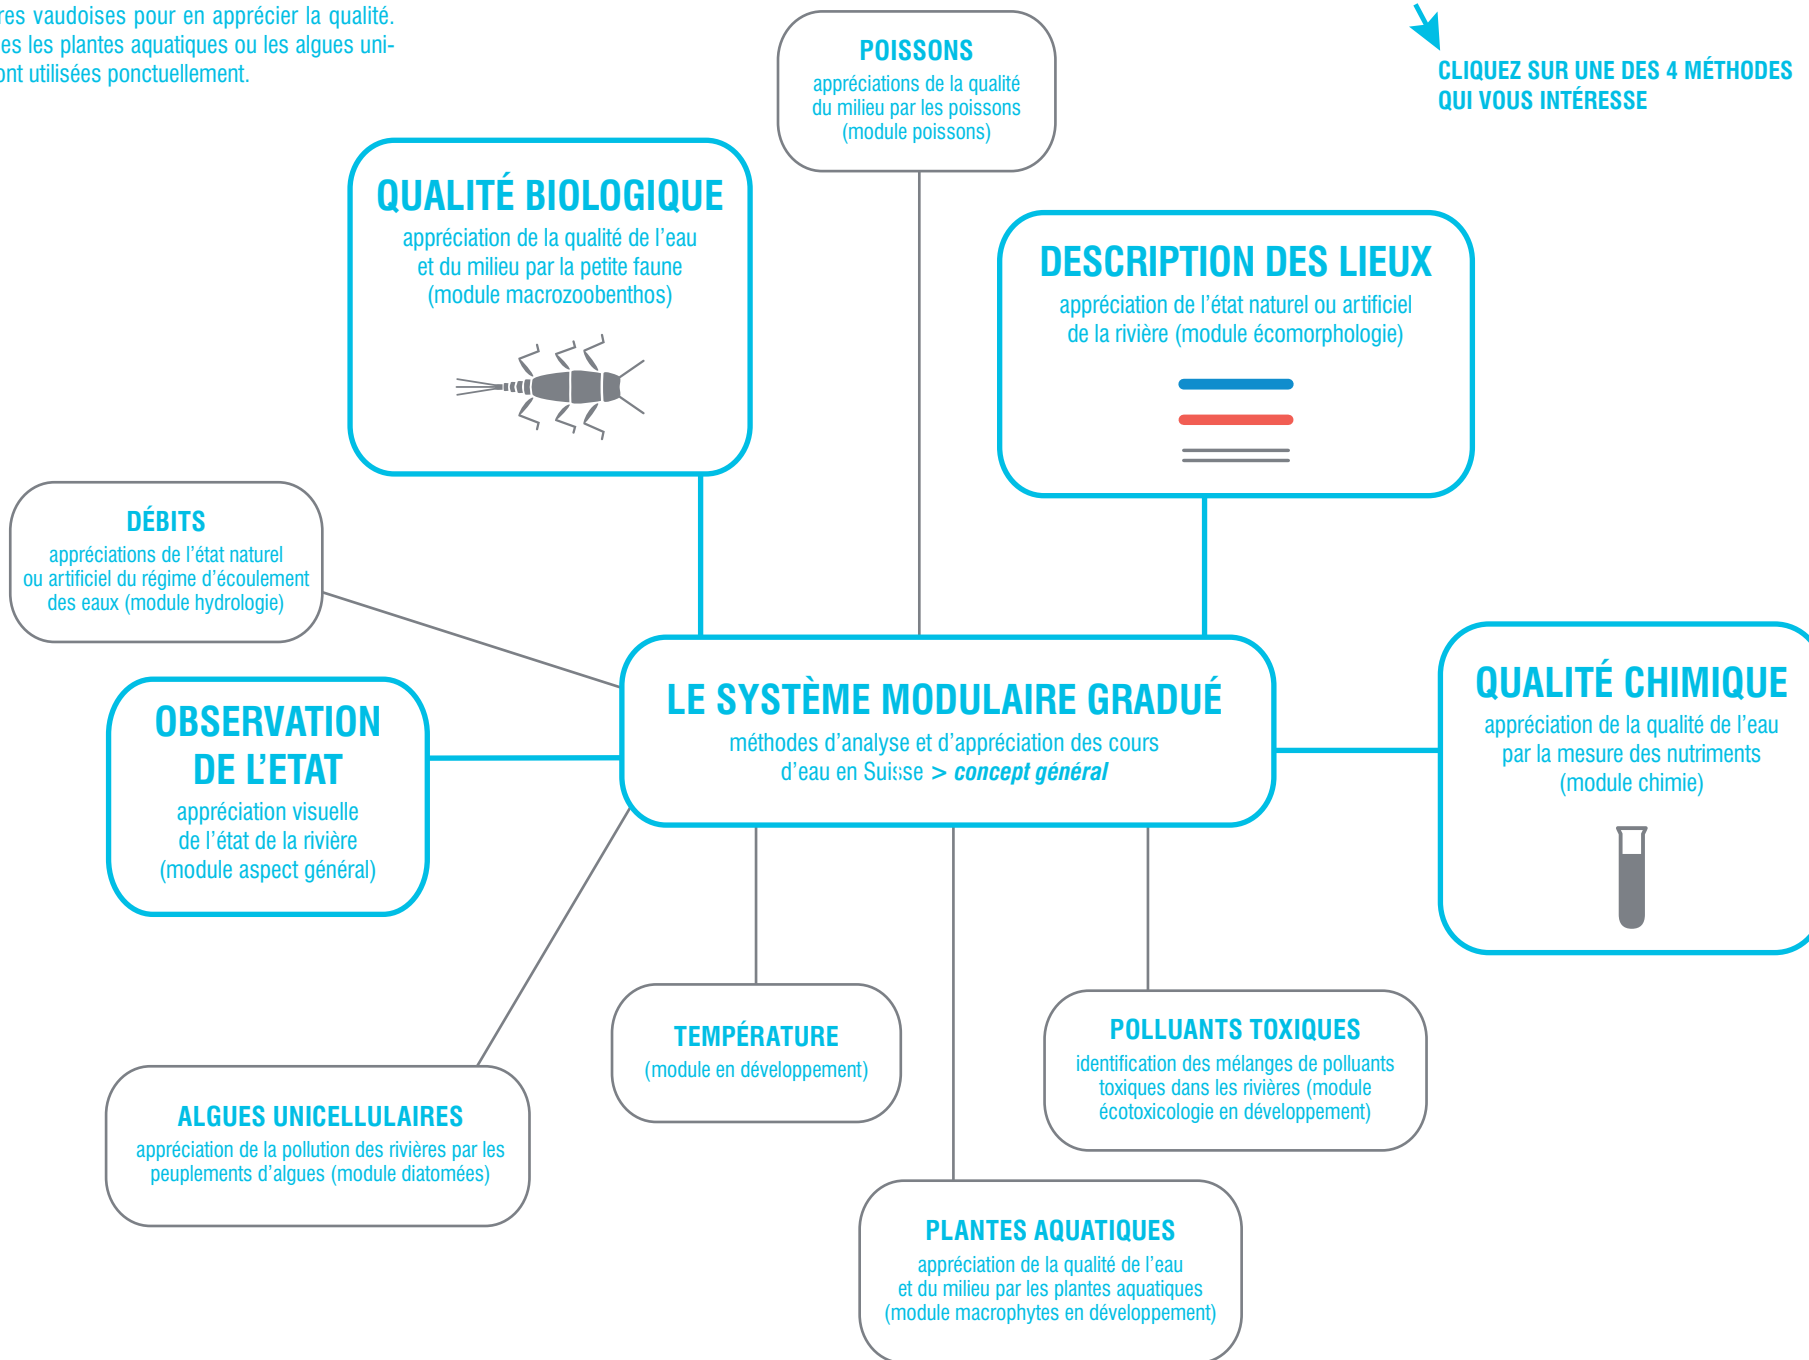 res vaudoises pour en apprécier la qualité.
es les plantes aquatiques ou les algues uni-
ont utilisées ponctuellement.
CLIQUEZ SUR UNE DES 4 MÉTHODES
QUI VOUS INTÉRESSE
POISSONS
appréciations de la qualité
du milieu par les poissons
(module poissons)
QUALITÉ BIOLOGIQUE
appréciation de la qualité de l’eau
et du milieu par la petite faune
(module macrozoobenthos)
DESCRIPTION DES LIEUX
appréciation de l’état naturel ou artificiel
de la rivière (module écomorphologie)
DÉBITS
appréciations de l’état naturel
ou artificiel du régime d’écoulement
des eaux (module hydrologie)
OBSERVATION
DE L’ETAT
appréciation visuelle
de l’état de la rivière
(module aspect général)
LE SYSTÈME MODULAIRE GRADUÉ
méthodes d’analyse et d’appréciation des cours
d’eau en Suisse > concept général
QUALITÉ CHIMIQUE
appréciation de la qualité de l’eau
par la mesure des nutriments
(module chimie)
TEMPÉRATURE
(module en développement)
POLLUANTS TOXIQUES
identification des mélanges de polluants
toxiques dans les rivières (module
écotoxicologie en développement)
ALGUES UNICELLULAIRES
appréciation de la pollution des rivières par les
peuplements d’algues (module diatomées)
PLANTES AQUATIQUES
appréciation de la qualité de l’eau
et du milieu par les plantes aquatiques
(module macrophytes en développement)